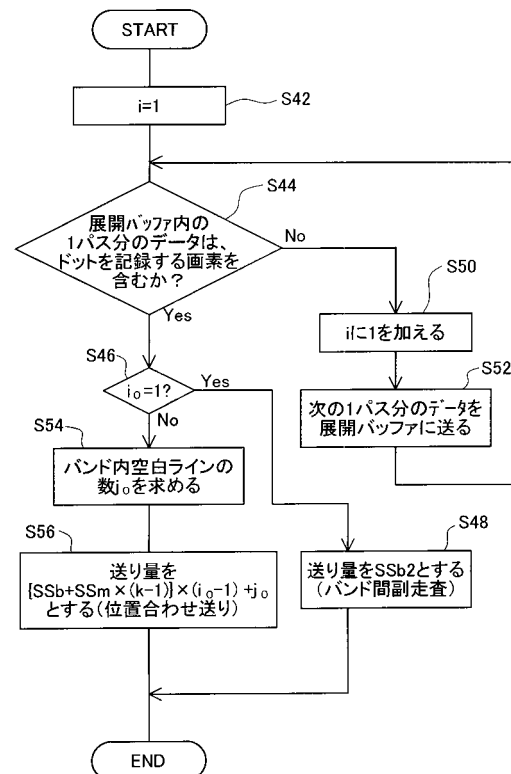 START
i=1
S42
S44
展開バッファ内の
1パス分のデータは、
ドットを記録する画素を
含むか？
No
Yes
S50
iに1を加える
S46
i₀=1?
Yes
No
S52
次の1パス分のデータを
展開バッファに送る
S54
バンド内空白ラインの
数j₀を求める
S56
送り量を
{SSb+SSm×(k-1)}×(i₀-1)+j₀
とする(位置合わせ送り)
S48
送り量をSSb2とする
(バンド間副走査)
END